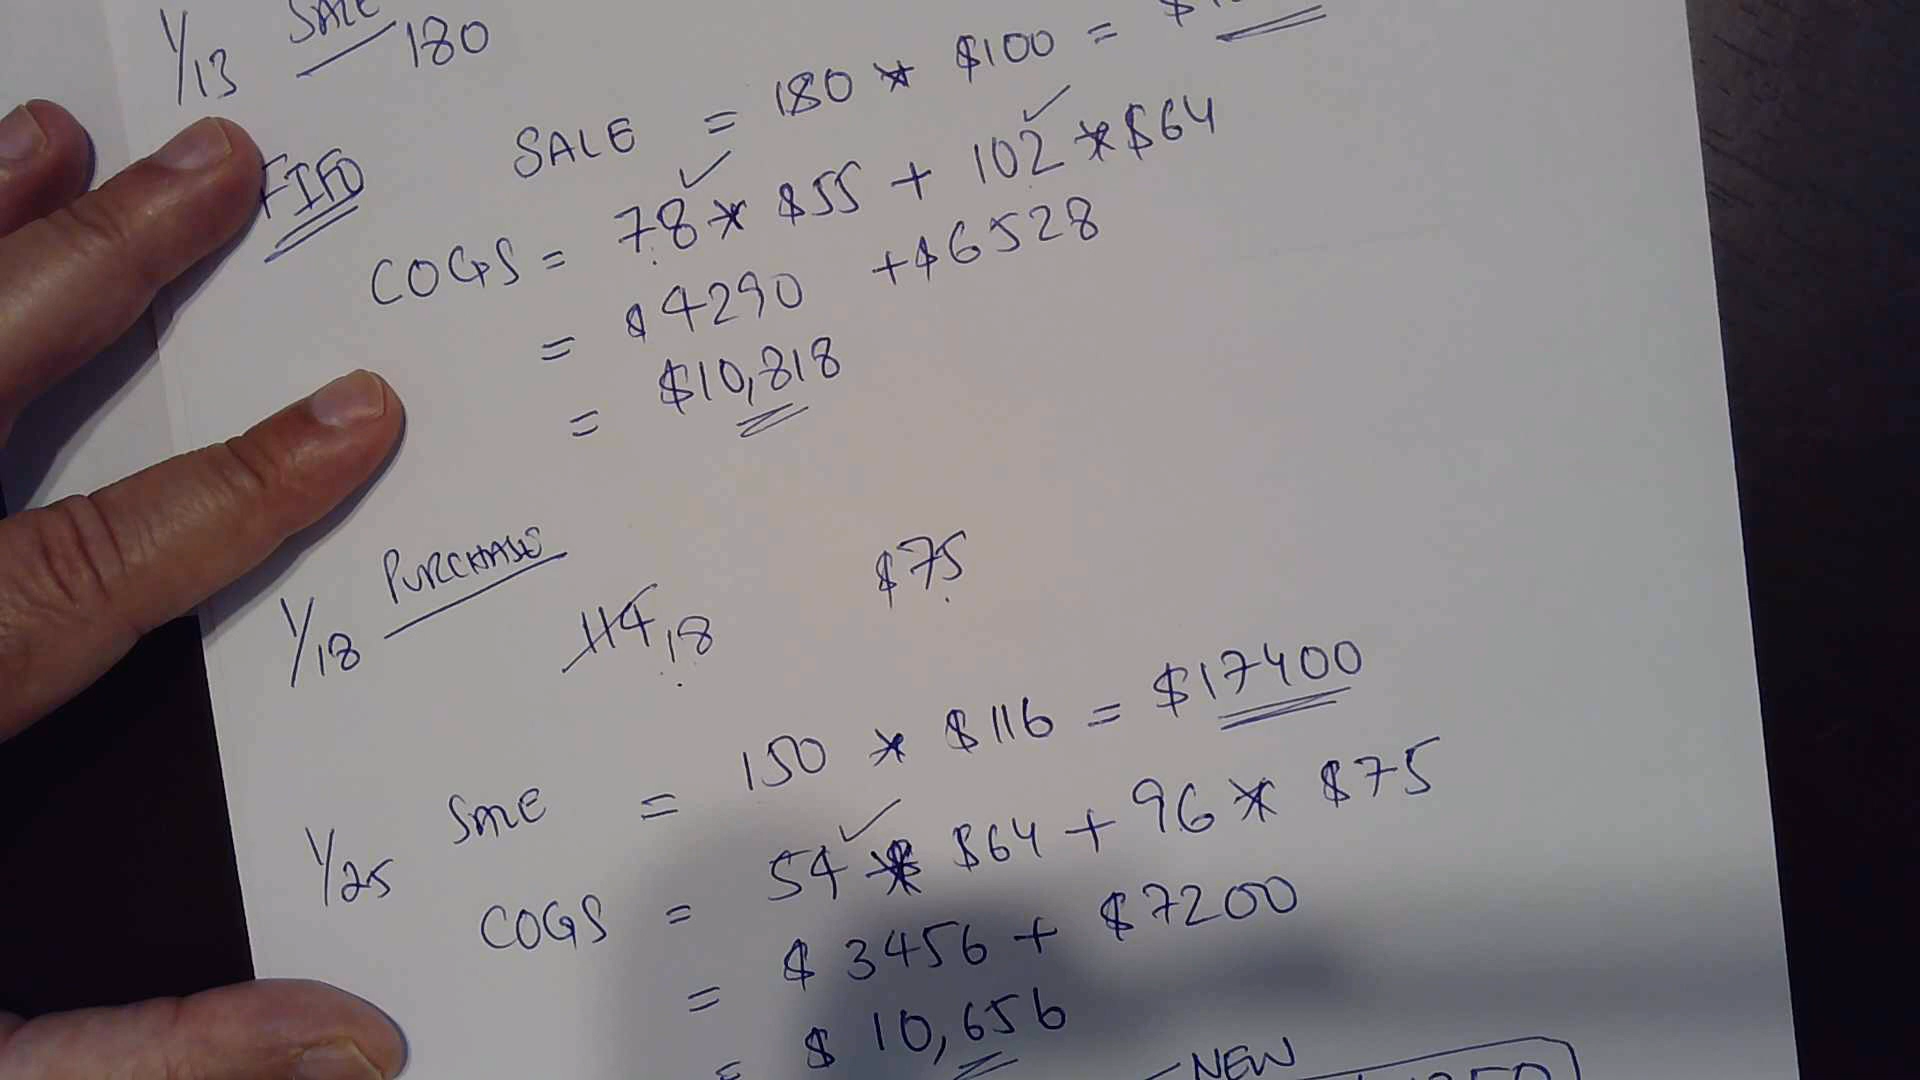 1/13 SALE 180
SALE = 180 * $100 = $1
FIFO
COGS = 78 * $55 + 102 * $64
= $4290 + $6528
= $10,818
1/18 PURCHASE 114, 18 $75
1/25 SALE = 150 * $116 = $17400
COGS = 54 * $64 + 96 * $75
= $3456 + $7200
= $10,656
NEW